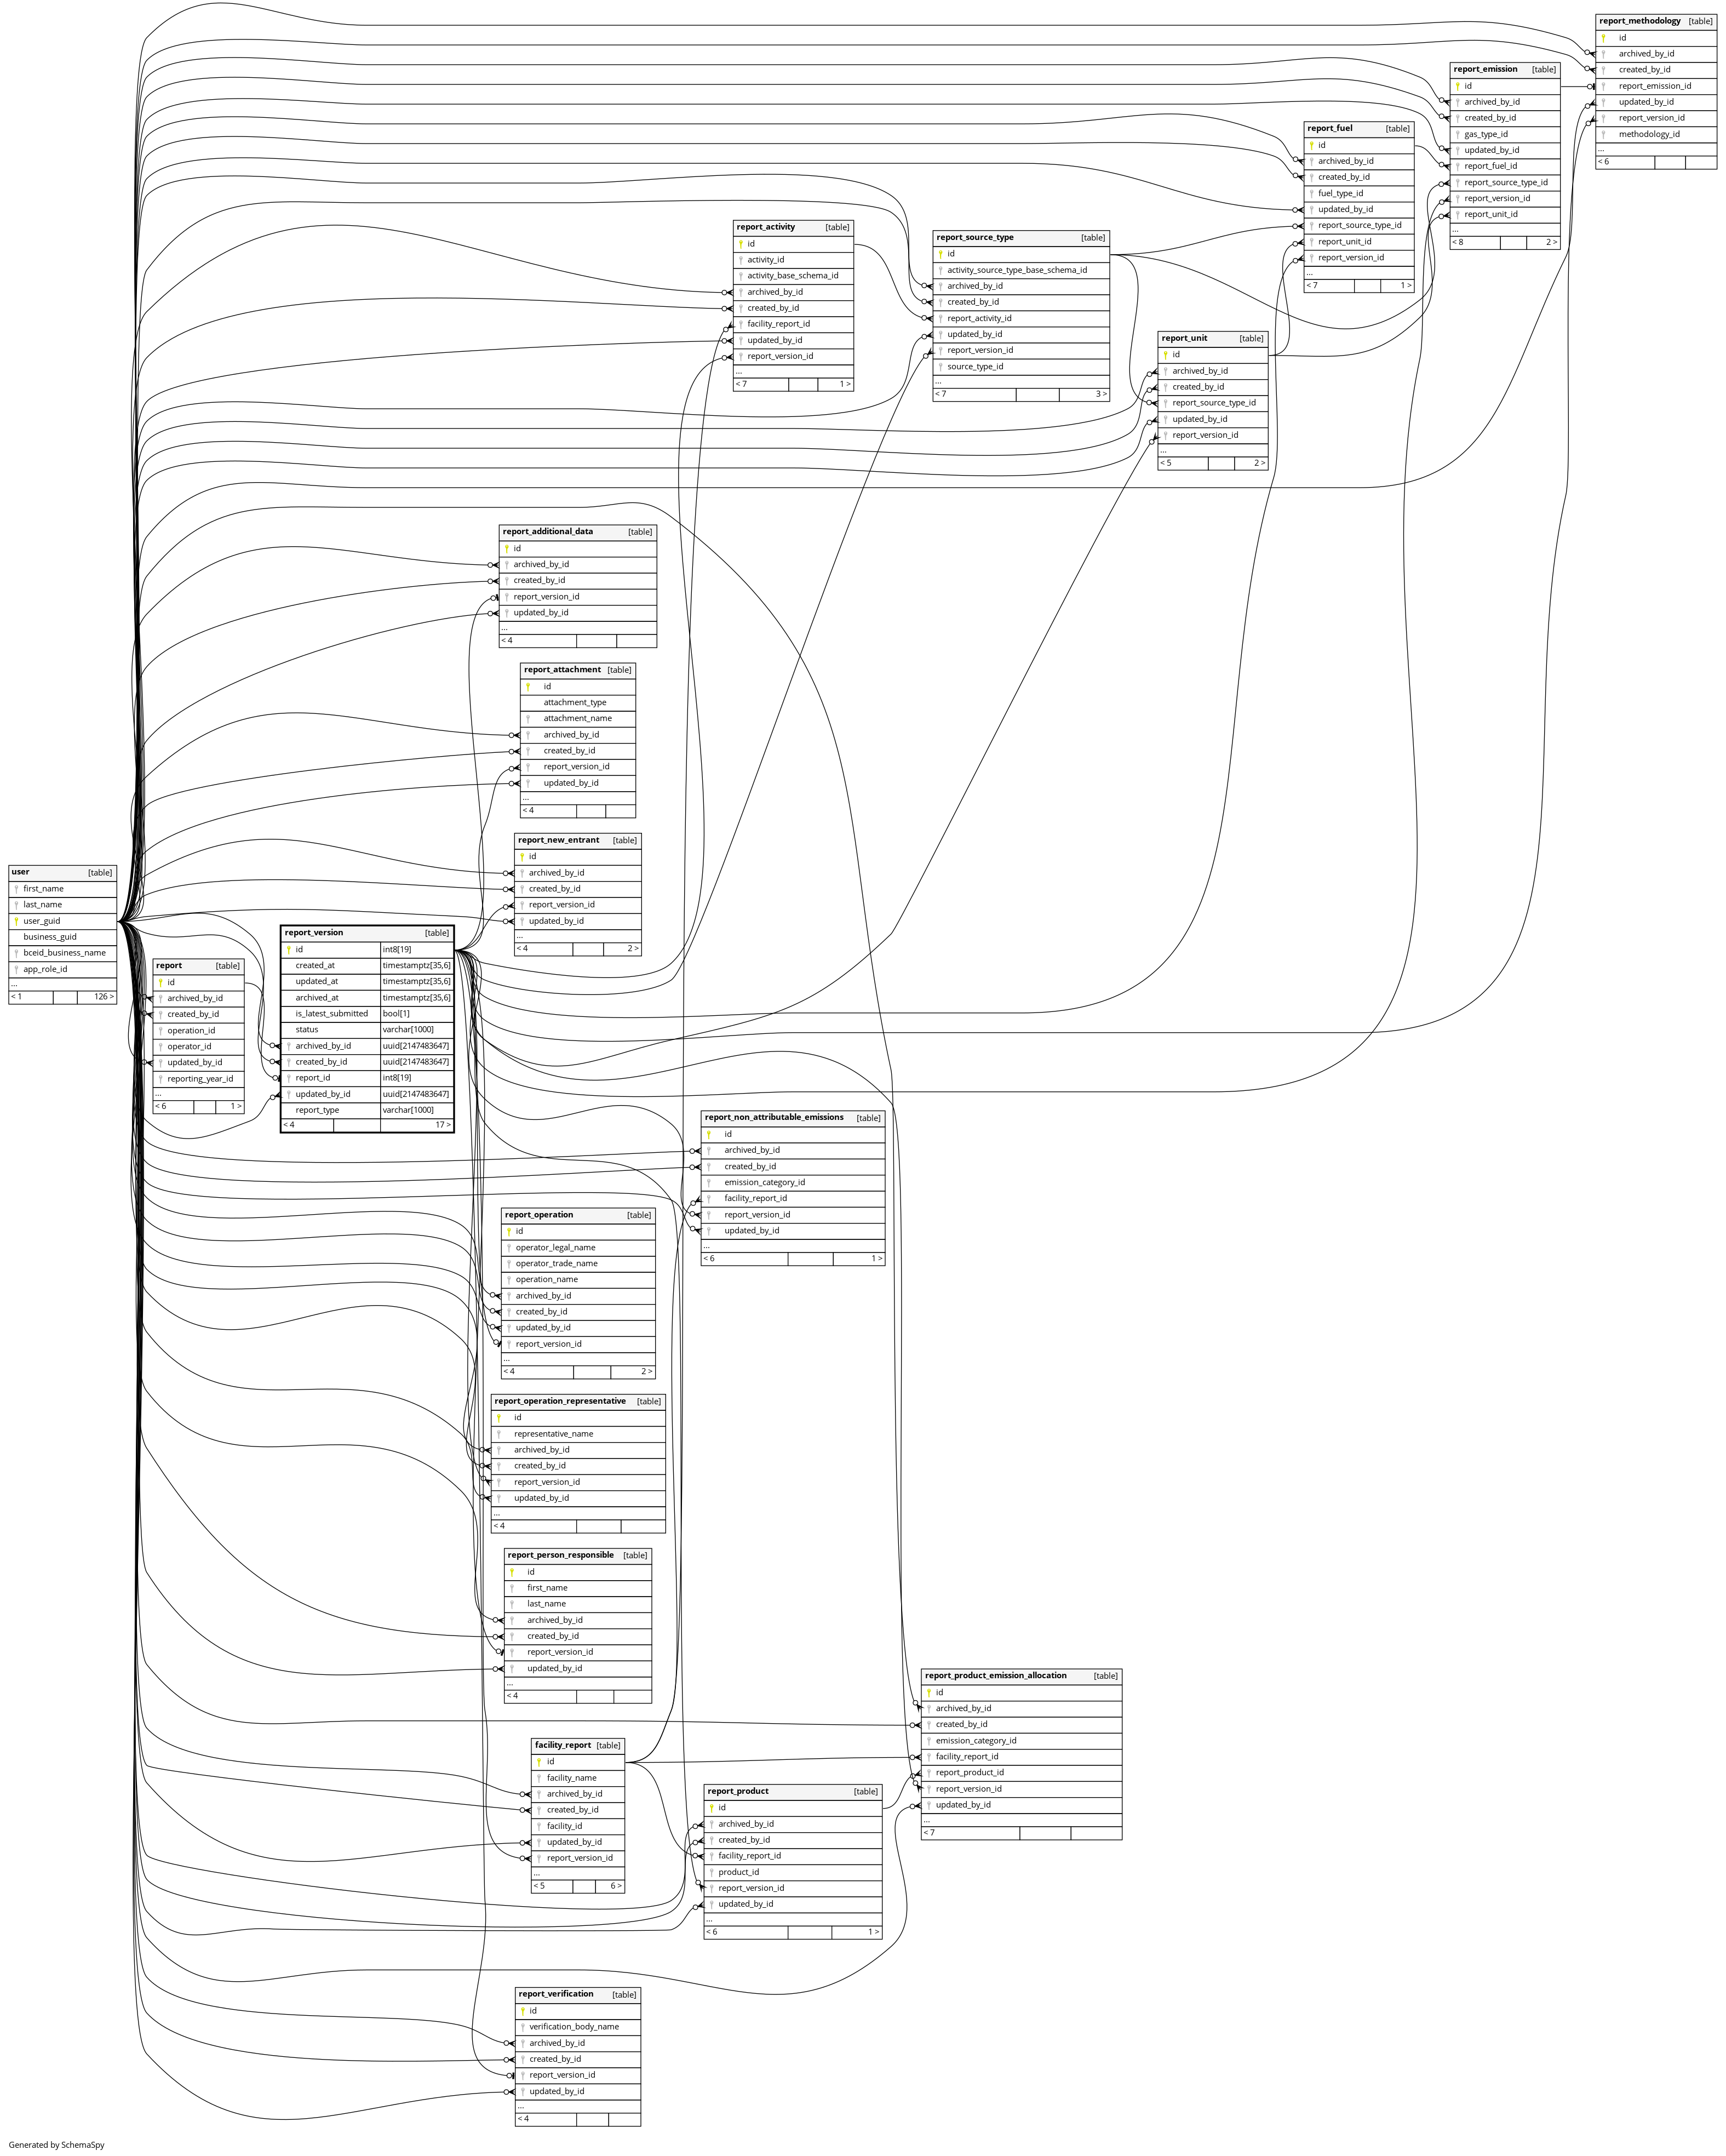 report_methodology [table]
id
archived_by_id
created_by_id
report_emission_id
updated_by_id
report_version_id
methodology_id
...
< 6
report_emission [table]
id
archived_by_id
created_by_id
gas_type_id
updated_by_id
report_fuel_id
report_source_type_id
report_version_id
report_unit_id
...
< 8 2 >
report_fuel [table]
id
archived_by_id
created_by_id
fuel_type_id
updated_by_id
report_source_type_id
report_unit_id
report_version_id
...
< 7 1 >
report_activity [table]
id
activity_id
activity_base_schema_id
archived_by_id
created_by_id
facility_report_id
updated_by_id
report_version_id
...
< 7 1 >
report_source_type [table]
id
activity_source_type_base_schema_id
archived_by_id
created_by_id
report_activity_id
updated_by_id
report_version_id
source_type_id
...
< 7 3 >
report_unit [table]
id
archived_by_id
created_by_id
report_source_type_id
updated_by_id
report_version_id
...
< 5 2 >
report_additional_data [table]
id
archived_by_id
created_by_id
report_version_id
updated_by_id
...
< 4
report_attachment [table]
id
attachment_type
attachment_name
archived_by_id
created_by_id
report_version_id
updated_by_id
...
< 4
report_new_entrant [table]
id
archived_by_id
created_by_id
report_version_id
updated_by_id
...
< 4 2 >
user [table]
first_name
last_name
user_guid
business_guid
bceid_business_name
app_role_id
...
< 1 126 >
report [table]
id
archived_by_id
created_by_id
operation_id
operator_id
updated_by_id
reporting_year_id
...
< 6 1 >
report_version [table]
id int8[19]
created_at timestamptz[35,6]
updated_at timestamptz[35,6]
archived_at timestamptz[35,6]
is_latest_submitted bool[1]
status varchar[1000]
archived_by_id uuid[2147483647]
created_by_id uuid[2147483647]
report_id int8[19]
updated_by_id uuid[2147483647]
report_type varchar[1000]
< 4 17 >
report_non_attributable_emissions [table]
id
archived_by_id
created_by_id
emission_category_id
facility_report_id
report_version_id
updated_by_id
...
< 6 1 >
report_operation [table]
id
operator_legal_name
operator_trade_name
operation_name
archived_by_id
created_by_id
updated_by_id
report_version_id
...
< 4 2 >
report_operation_representative [table]
id
representative_name
archived_by_id
created_by_id
report_version_id
updated_by_id
...
< 4
report_person_responsible [table]
id
first_name
last_name
archived_by_id
created_by_id
report_version_id
updated_by_id
...
< 4
report_product_emission_allocation [table]
id
archived_by_id
created_by_id
emission_category_id
facility_report_id
report_product_id
report_version_id
updated_by_id
...
< 7
facility_report [table]
id
facility_name
archived_by_id
created_by_id
facility_id
updated_by_id
report_version_id
...
< 5 6 >
report_product [table]
id
archived_by_id
created_by_id
facility_report_id
product_id
report_version_id
updated_by_id
...
< 6 1 >
report_verification [table]
id
verification_body_name
archived_by_id
created_by_id
report_version_id
updated_by_id
...
< 4
Generated by SchemaSpy